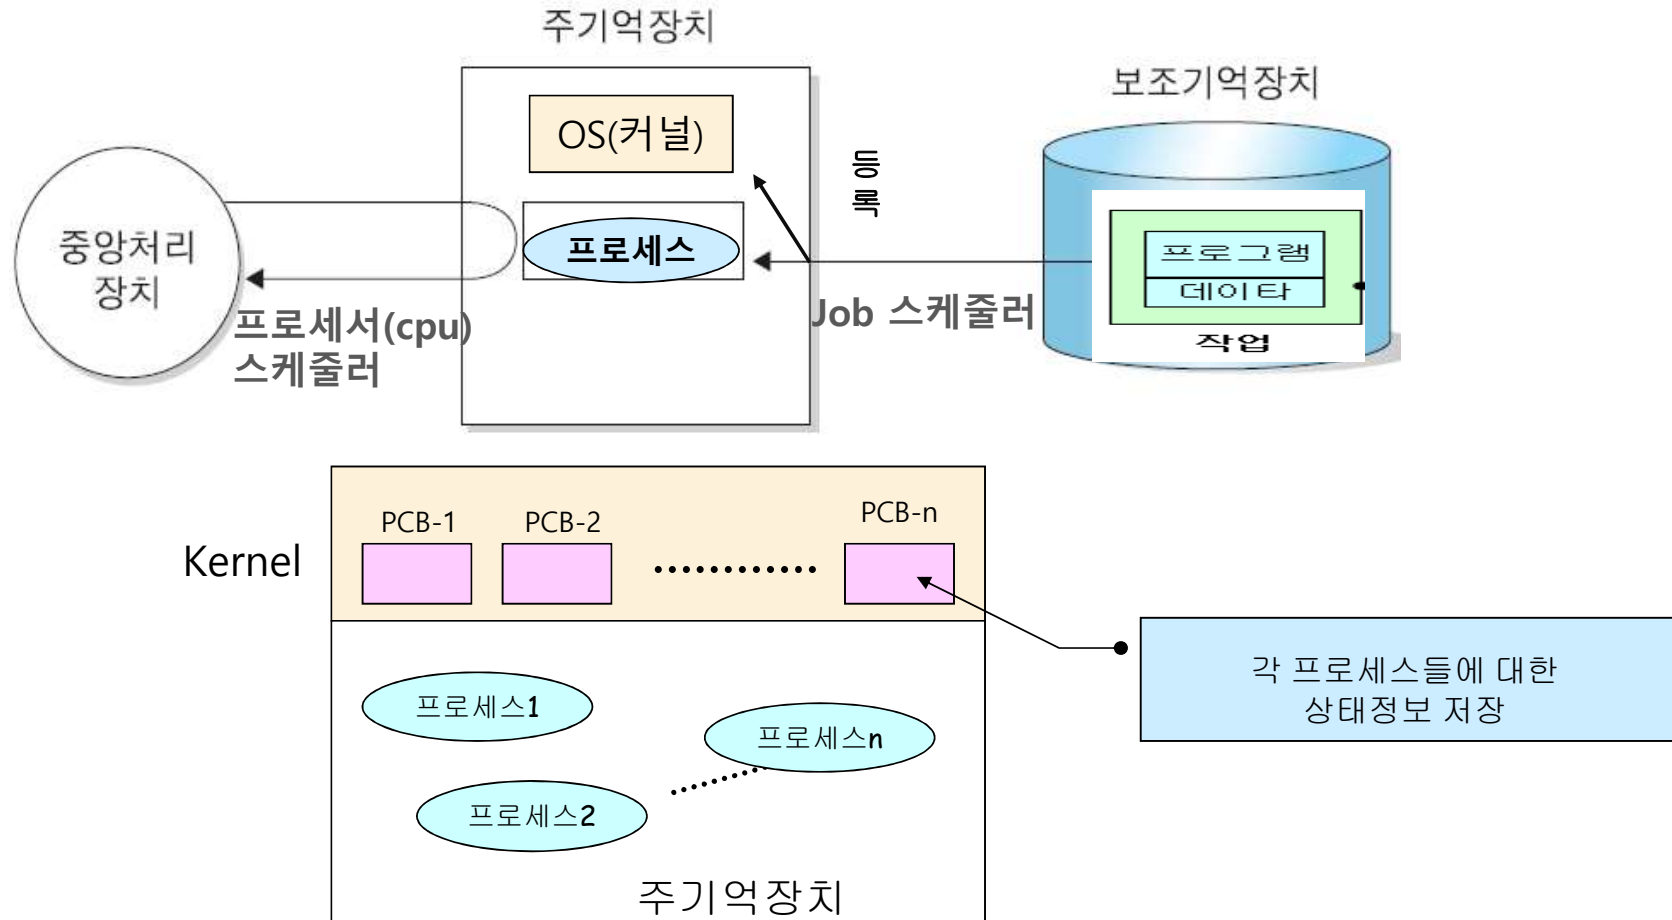 주기억장치
보조기억장치
OS(커널)
등
록
중앙처리
장치
프로세스
프로그램
데이타
작업
프로세서(cpu)
스케줄러
Job 스케줄러
PCB-1
PCB-2
PCB-n
Kernel
각 프로세스들에 대한
상태정보 저장
프로세스1
프로세스n
프로세스2
주기억장치